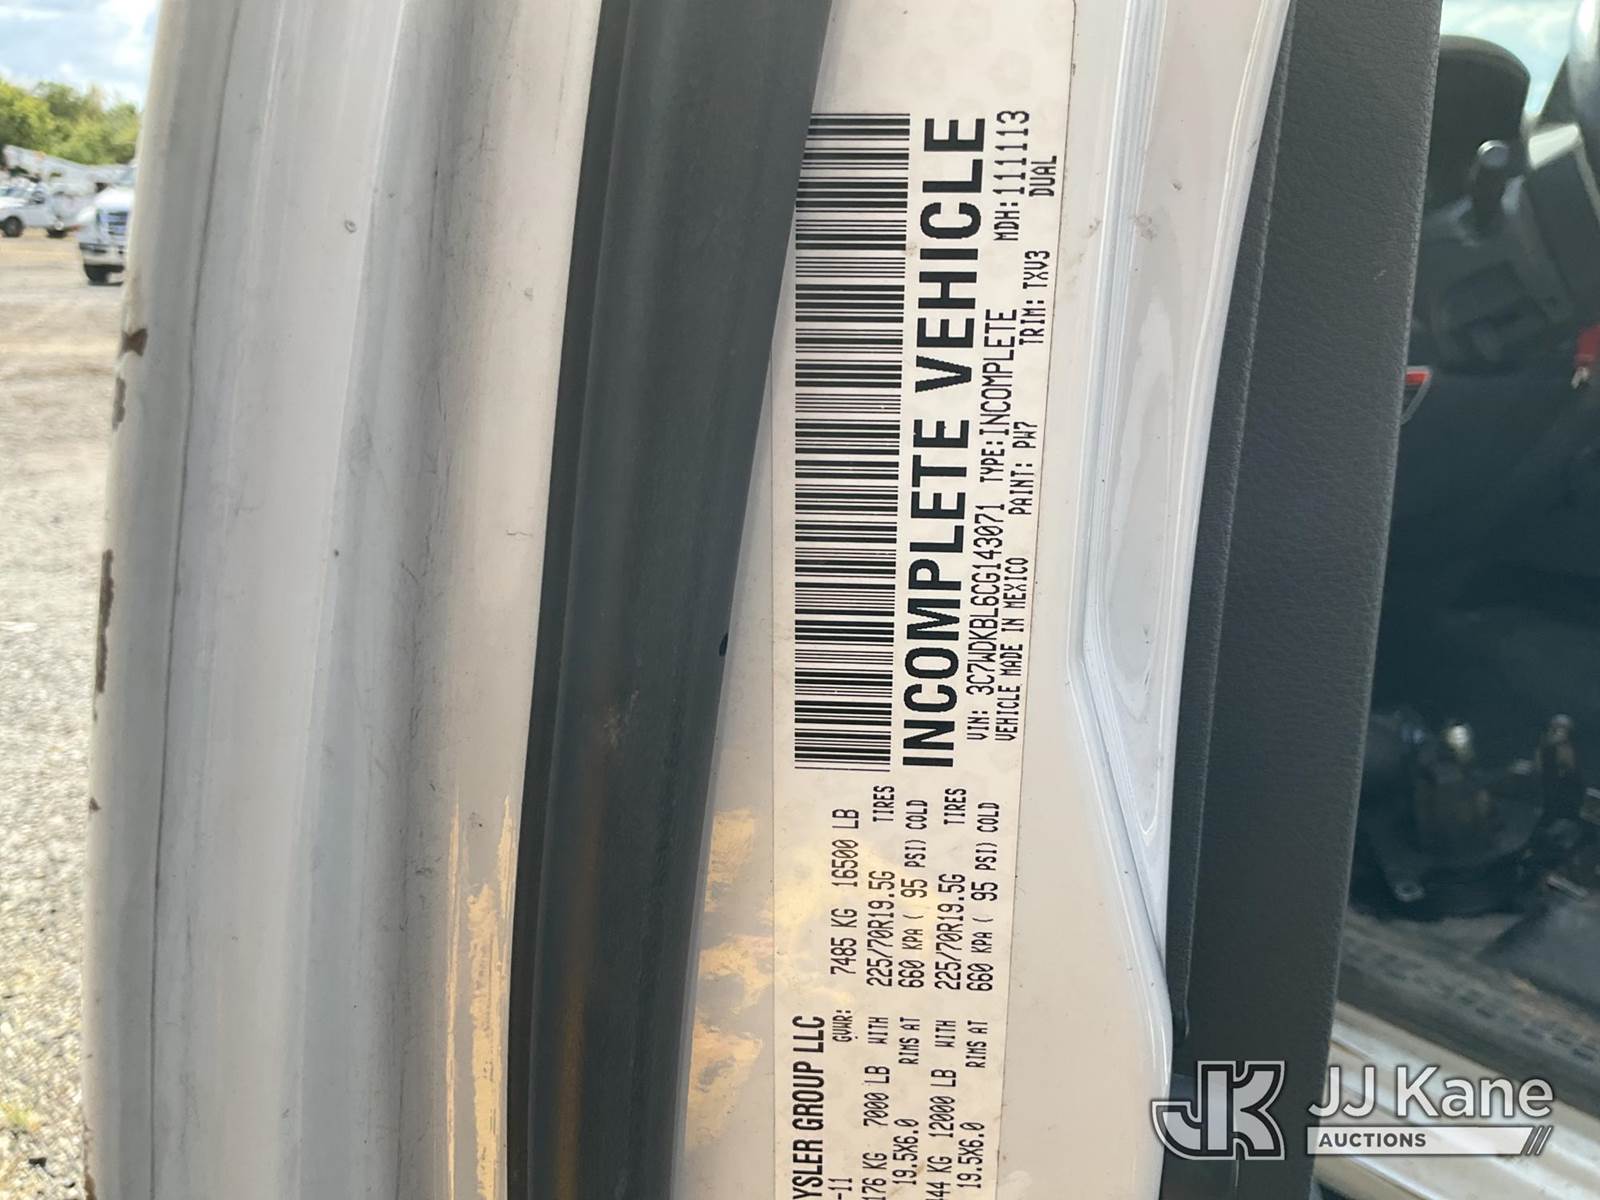 YSLER GROUP LLC
-11 GVWR: 7485 KG 16500 LB
176 KG 7000 LB WITH 225/70R19.5G TIRES
19.5X6.0 RIMS AT 660 KPA ( 95 PSI) COLD
444 KG 12000 LB WITH 225/70R19.5G TIRES
19.5X6.0 RIMS AT 660 KPA ( 95 PSI) COLD
INCOMPLETE VEHICLE
VIN: 3C7WDKBL6CG143071 TYPE:INCOMPLETE MDH:111113
VEHICLE MADE IN MEXICO PAINT: PW7 TRIM: TXV3 DUAL
JK JJ Kane
AUCTIONS